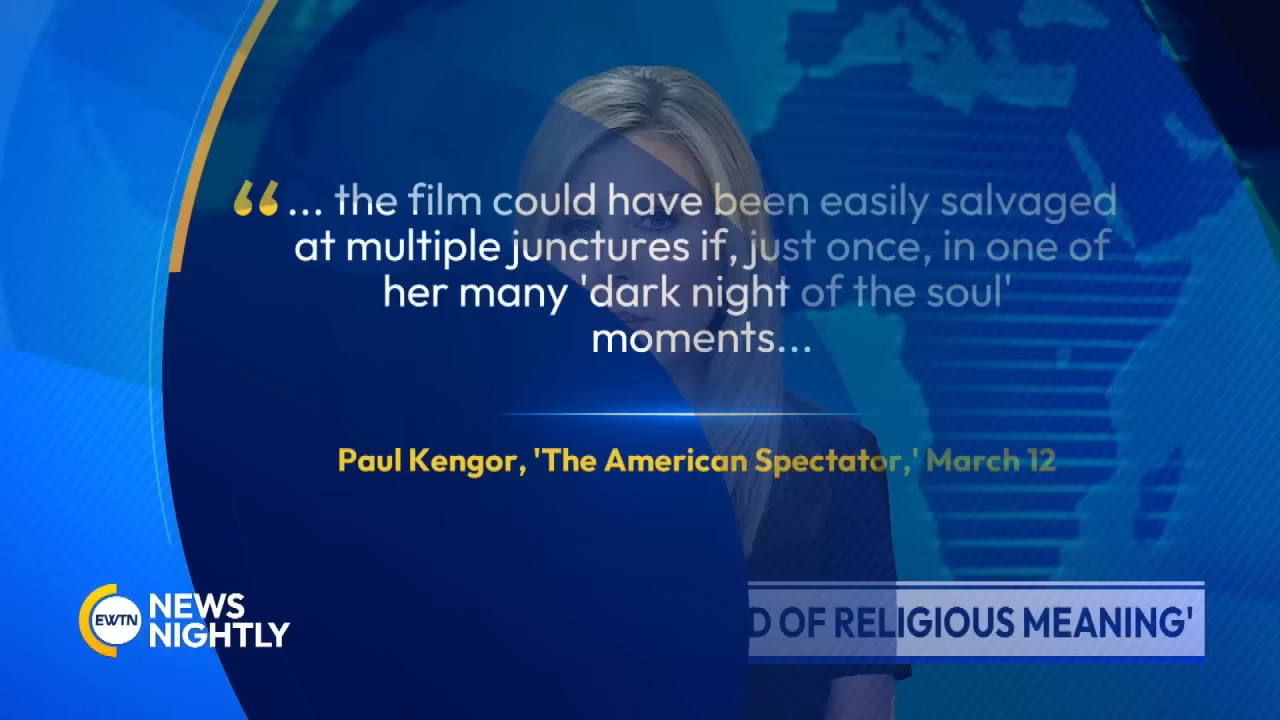 “... the film could have been easily salvaged
at multiple junctures if, just once, in one of
her many 'dark night of the soul'
moments...
Paul Kengor, 'The American Spectator,' March 12
EWTN NEWS
NIGHTLY
OF RELIGIOUS MEANING'